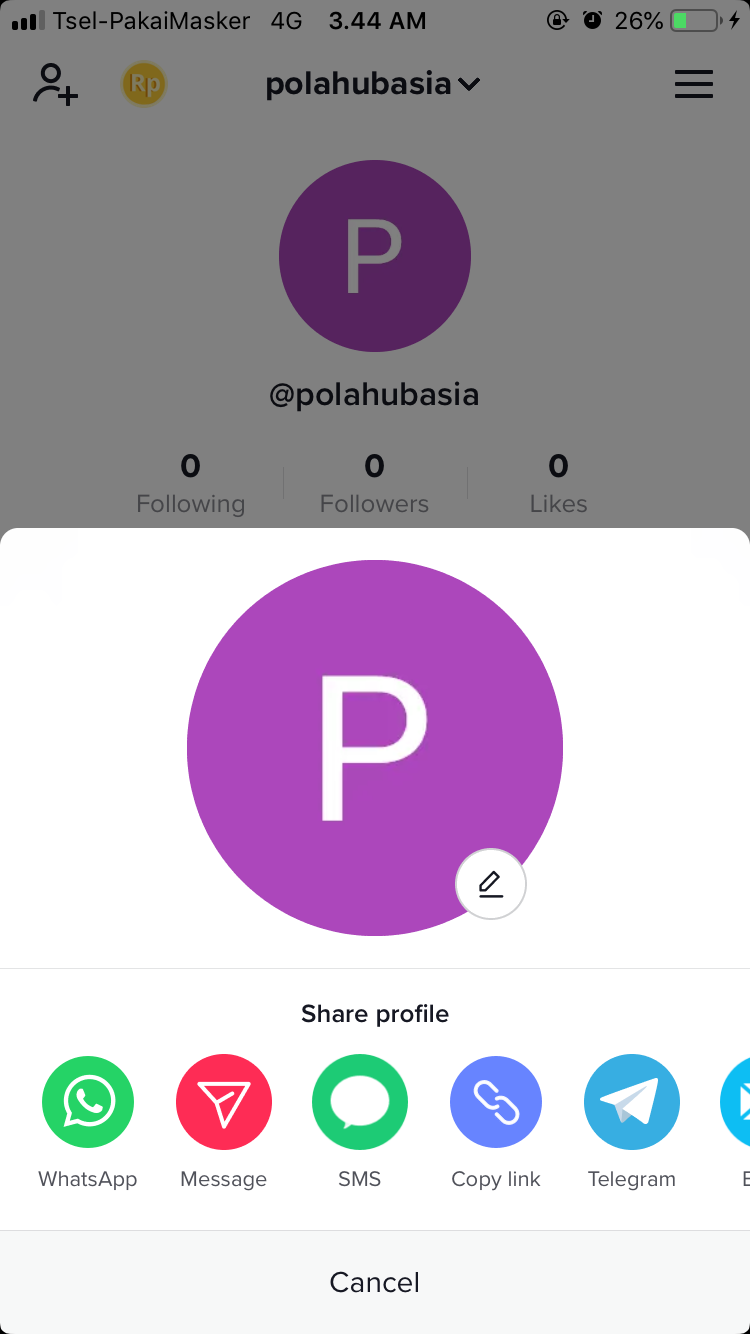 Tsel-PakaiMasker 4G 3.44 AM 26%
Rp polahubasia
P
@polahubasia
0 0 0
Following Followers Likes
P
Share profile
WhatsApp Message SMS Copy link Telegram
Cancel